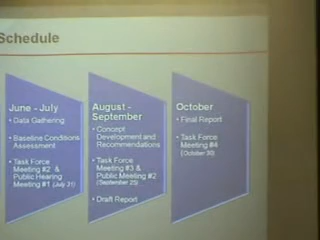 Schedule
June - July
• Data Gathering
• Baseline Conditions
Assessment
• Task Force
Meeting #2 &
Public Hearing
Meeting #1 (July 31)
August -
September
• Concept
Development and
Recommendations
• Task Force
Meeting #3 &
Public Meeting #2
(September 25)
• Draft Report
October
• Final Report
• Task Force
Meeting #4
(October 30)